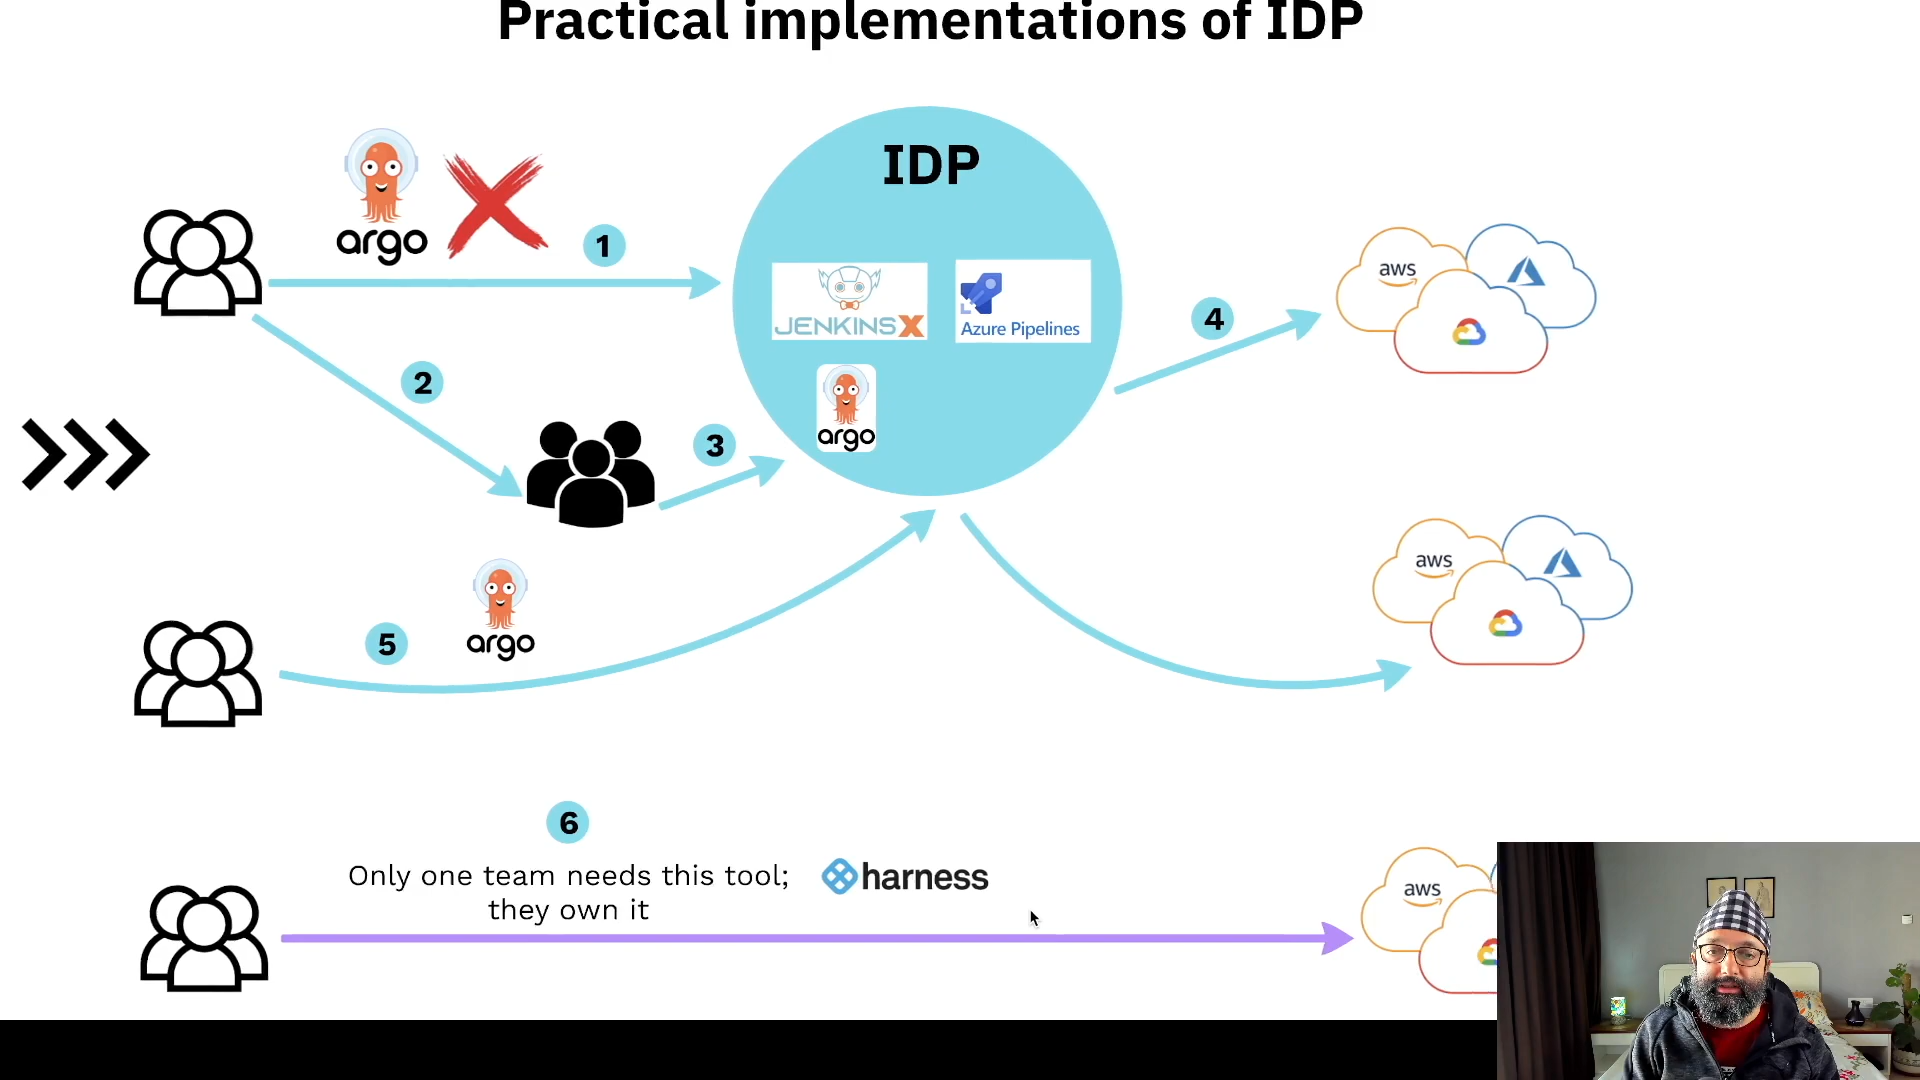 Practical implementations of IDP
IDP
argo
1
JENKINS X
Azure Pipelines
aws
4
2
argo
3
aws
argo
5
6
Only one team needs this tool;
they own it
harness
aws